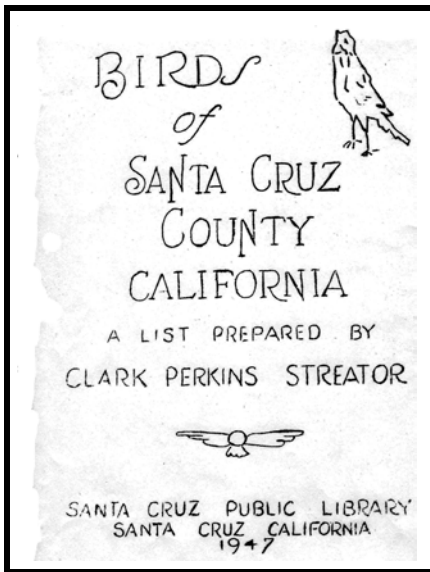 BIRDS
of
SANTA CRUZ
COUNTY
CALIFORNIA
A LIST PREPARED BY
CLARK PERKINS STREATOR
SANTA CRUZ PUBLIC LIBRARY
SANTA CRUZ CALIFORNIA
1947